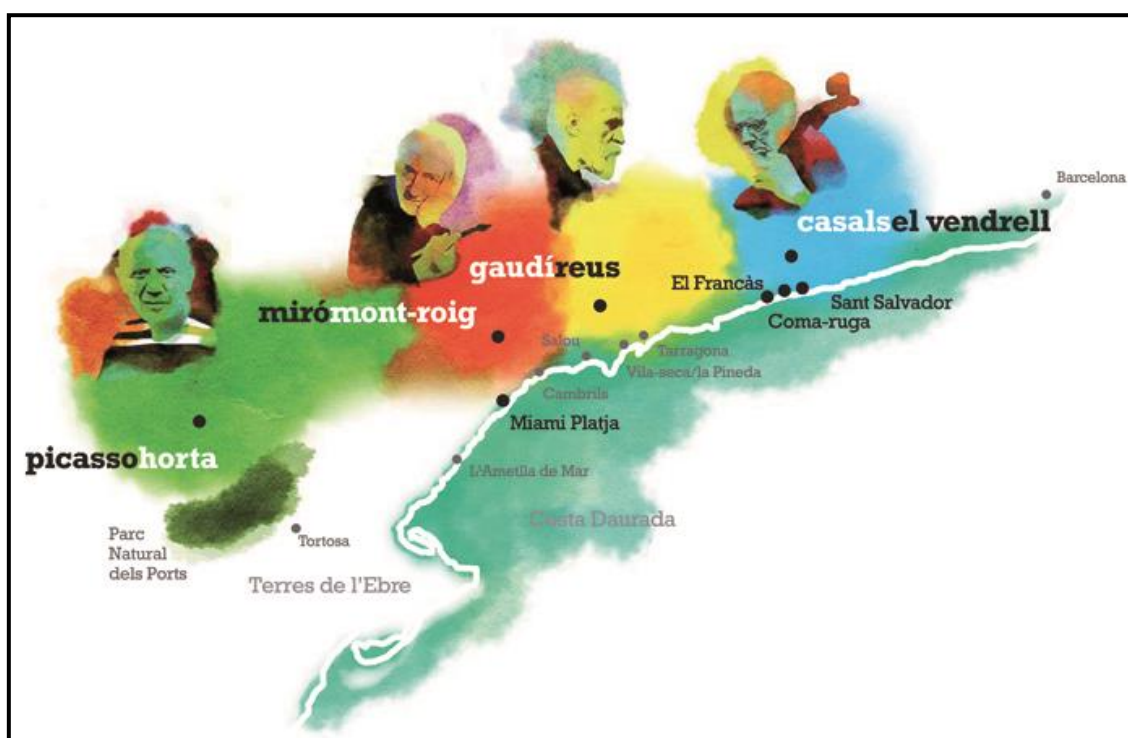 Barcelona
casalsel vendrell
gaudíreus
El Francàs
Sant Salvador
Coma-ruga
mirómont-roig
Salou
Tarragona
Vila-seca/la Pineda
Cambrils
Miami Platja
picassohorta
L'Ametlla de Mar
Costa Daurada
Parc
Natural
dels Ports
Tortosa
Terres de l'Ebre